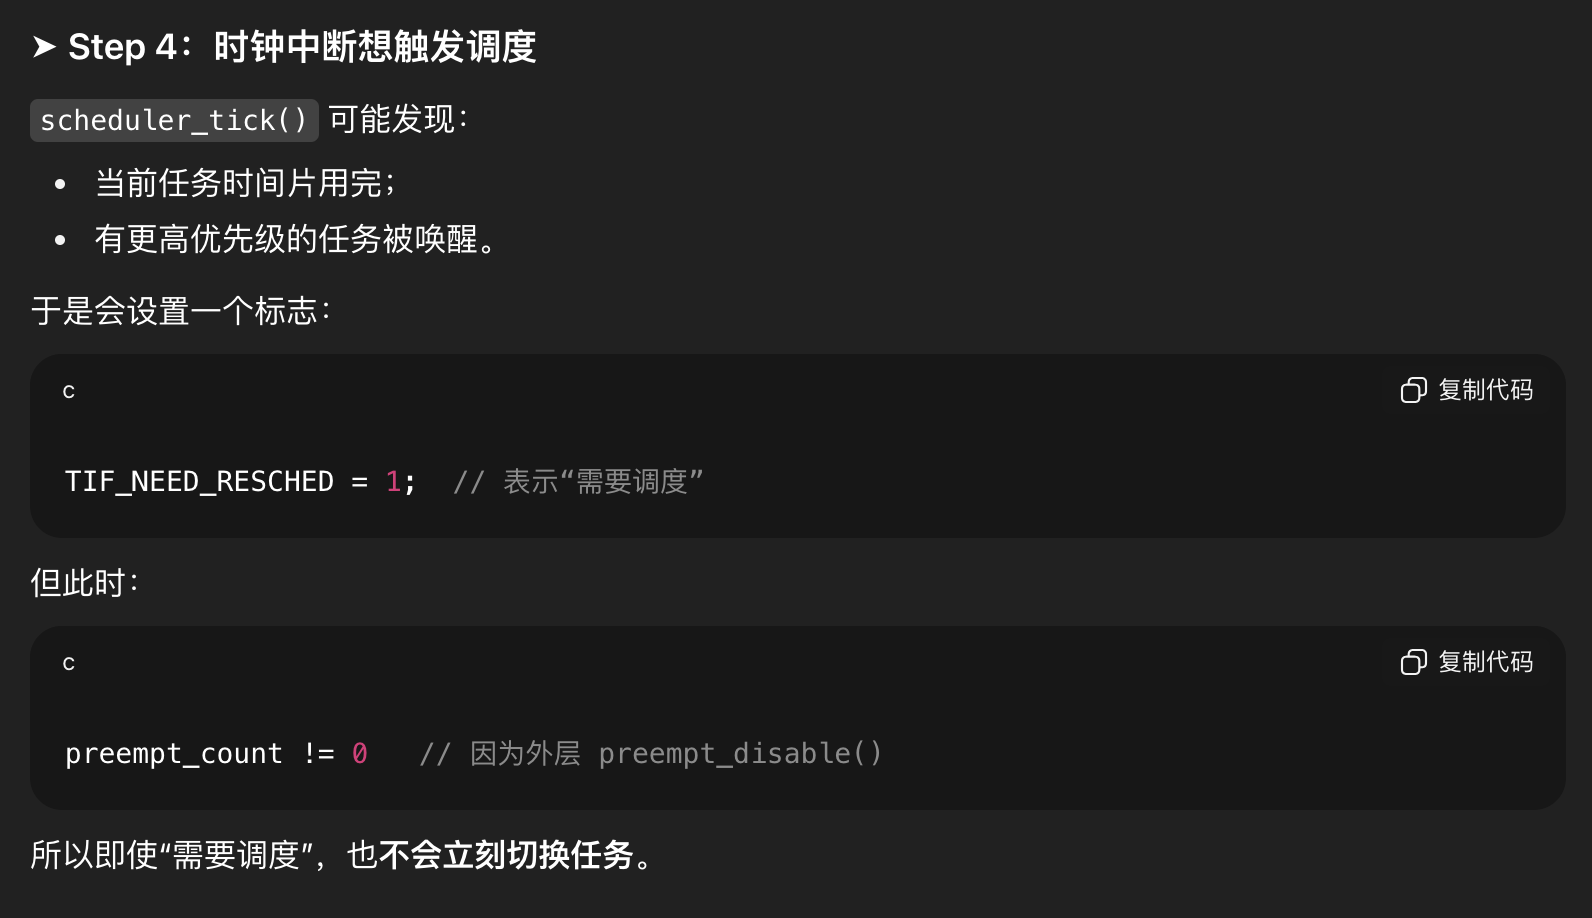 ➤ Step 4：时钟中断想触发调度
scheduler_tick() 可能发现：
• 当前任务时间片用完；
• 有更高优先级的任务被唤醒。
于是会设置一个标志：
c 复制代码
TIF_NEED_RESCHED = 1;  // 表示“需要调度”
但此时：
c 复制代码
preempt_count != 0   // 因为外层 preempt_disable()
所以即使“需要调度”，也不会立刻切换任务。